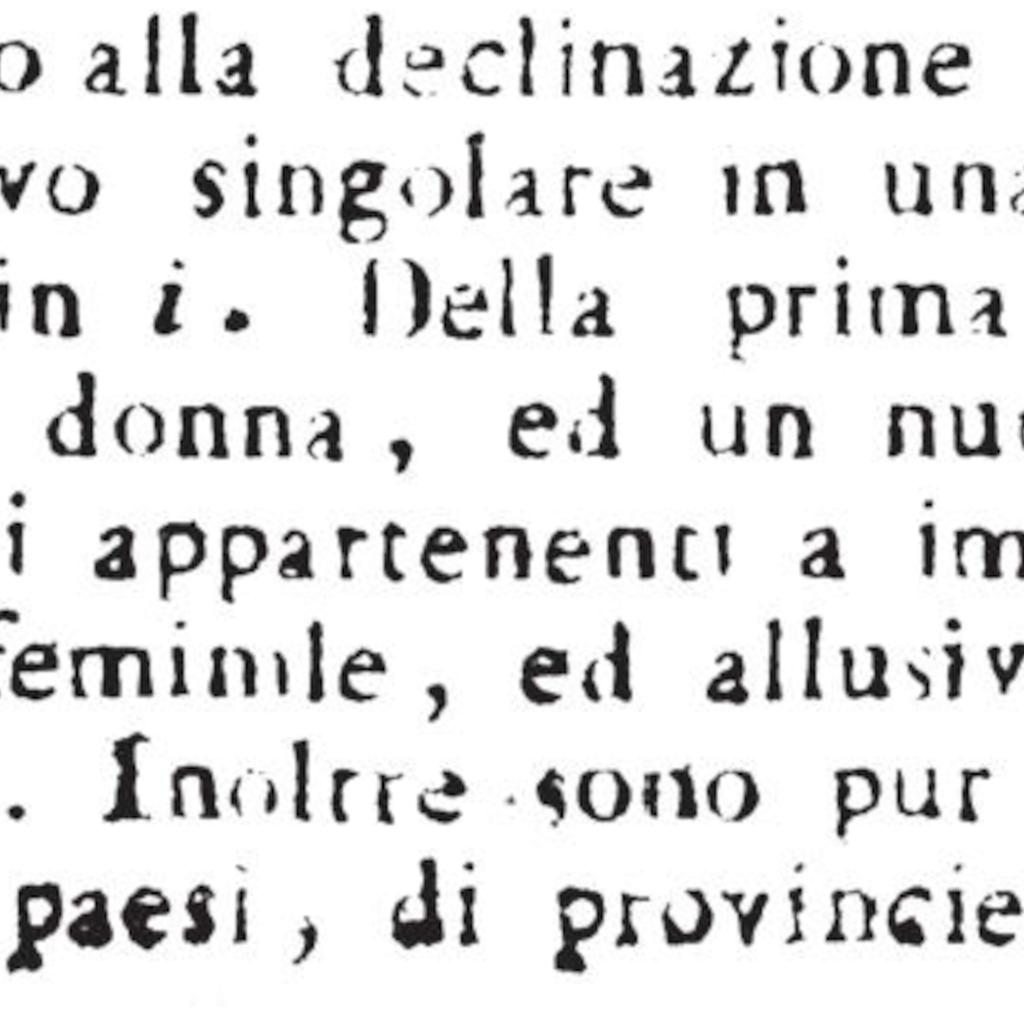 o alla declinazione
vo singolare in una
in i. Della prima
donna, ed un nu
i appartenenti a im
feminile, ed allusiv
. Inoltre sono pur
paesi, di provincie